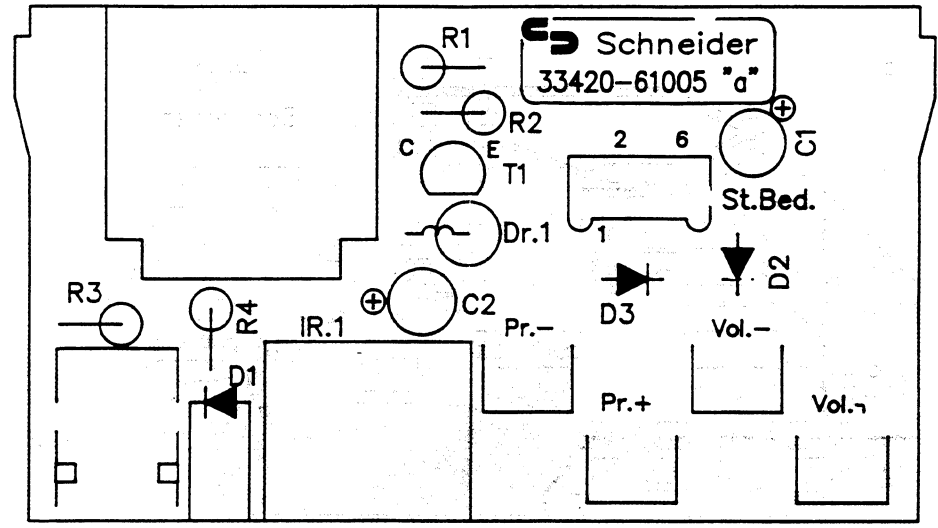 R1
Schneider
33420-61005 "a"
R2
C E
T1
2 6
C1
St.Bed.
1
Dr.1
D2
D3
R3
R4
C2
IR.1
Pr.-
Vol.-
D1
Pr.+
Vol.¬